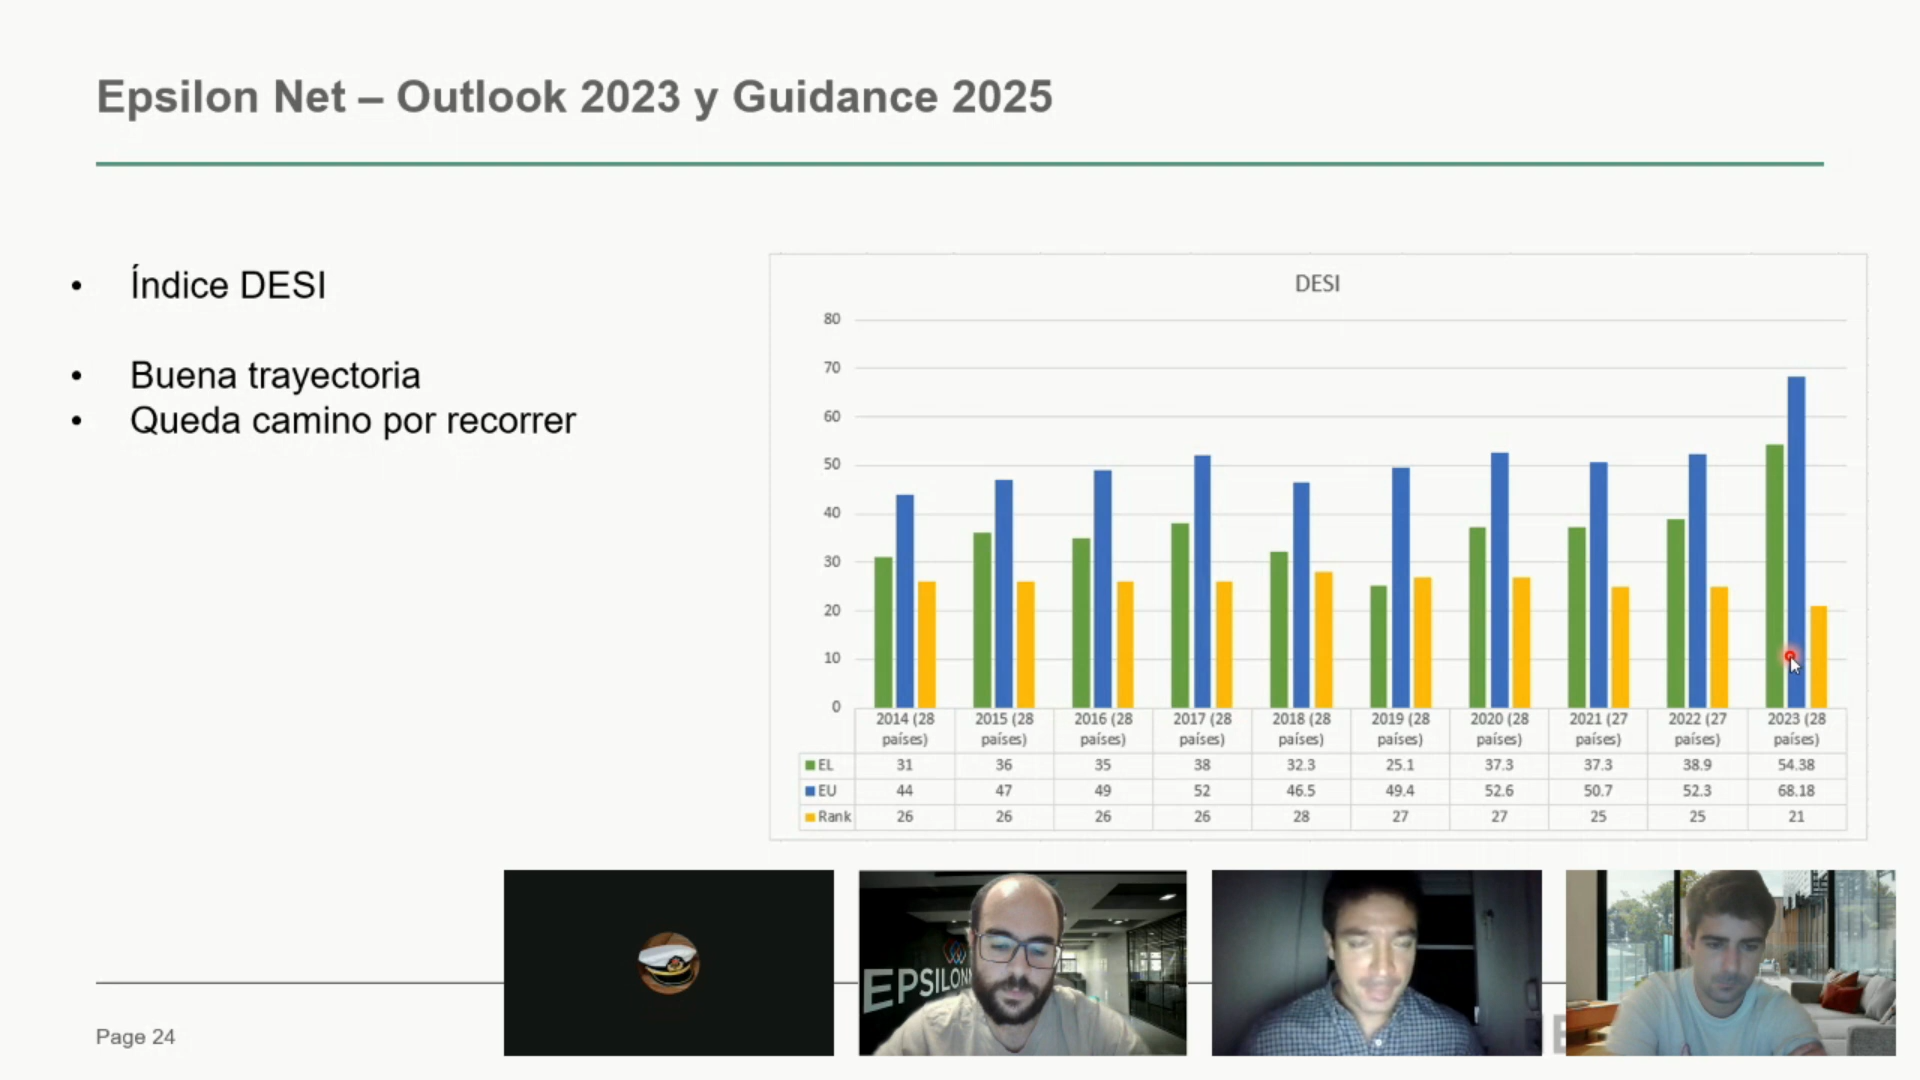 Epsilon Net – Outlook 2023 y Guidance 2025
• Índice DESI
• Buena trayectoria
• Queda camino por recorrer
DESI
80
70
60
50
40
30
20
10
0
2014 (28 países) 2015 (28 países) 2016 (28 países) 2017 (28 países) 2018 (28 países) 2019 (28 países) 2020 (28 países) 2021 (27 países) 2022 (27 países) 2023 (28 países)
EL 31 36 35 38 32.3 25.1 37.3 37.3 38.9 54.38
EU 44 47 49 52 46.5 49.4 52.6 50.7 52.3 68.18
Rank 26 26 26 26 28 27 27 25 25 21
EPSILON
Page 24